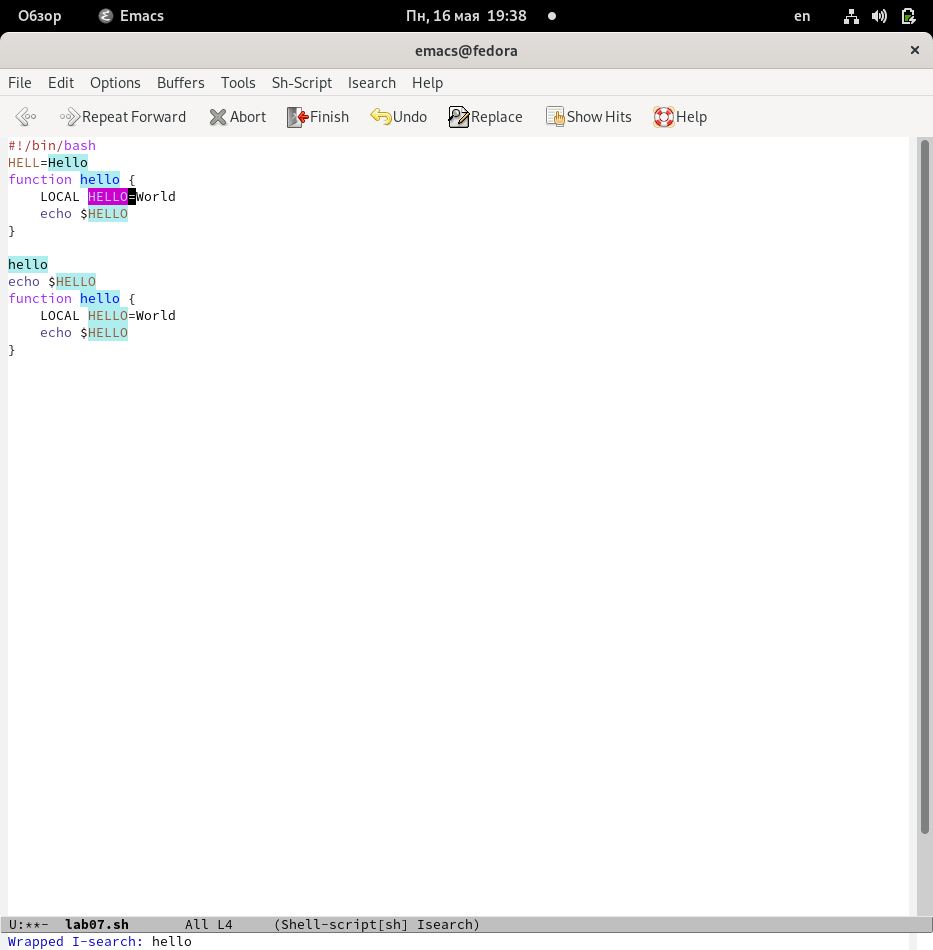 Обзор Emacs Пн, 16 мая 19:38 en
emacs@fedora
File Edit Options Buffers Tools Sh-Script Isearch Help
Repeat Forward Abort Finish Undo Replace Show Hits Help
#!/bin/bash
HELL=Hello
function hello {
    LOCAL HELLO=World
    echo $HELLO
}
hello
echo $HELLO
function hello {
    LOCAL HELLO=World
    echo $HELLO
}
U:**- lab07.sh All L4 (Shell-script[sh] Isearch)
Wrapped I-search: hello